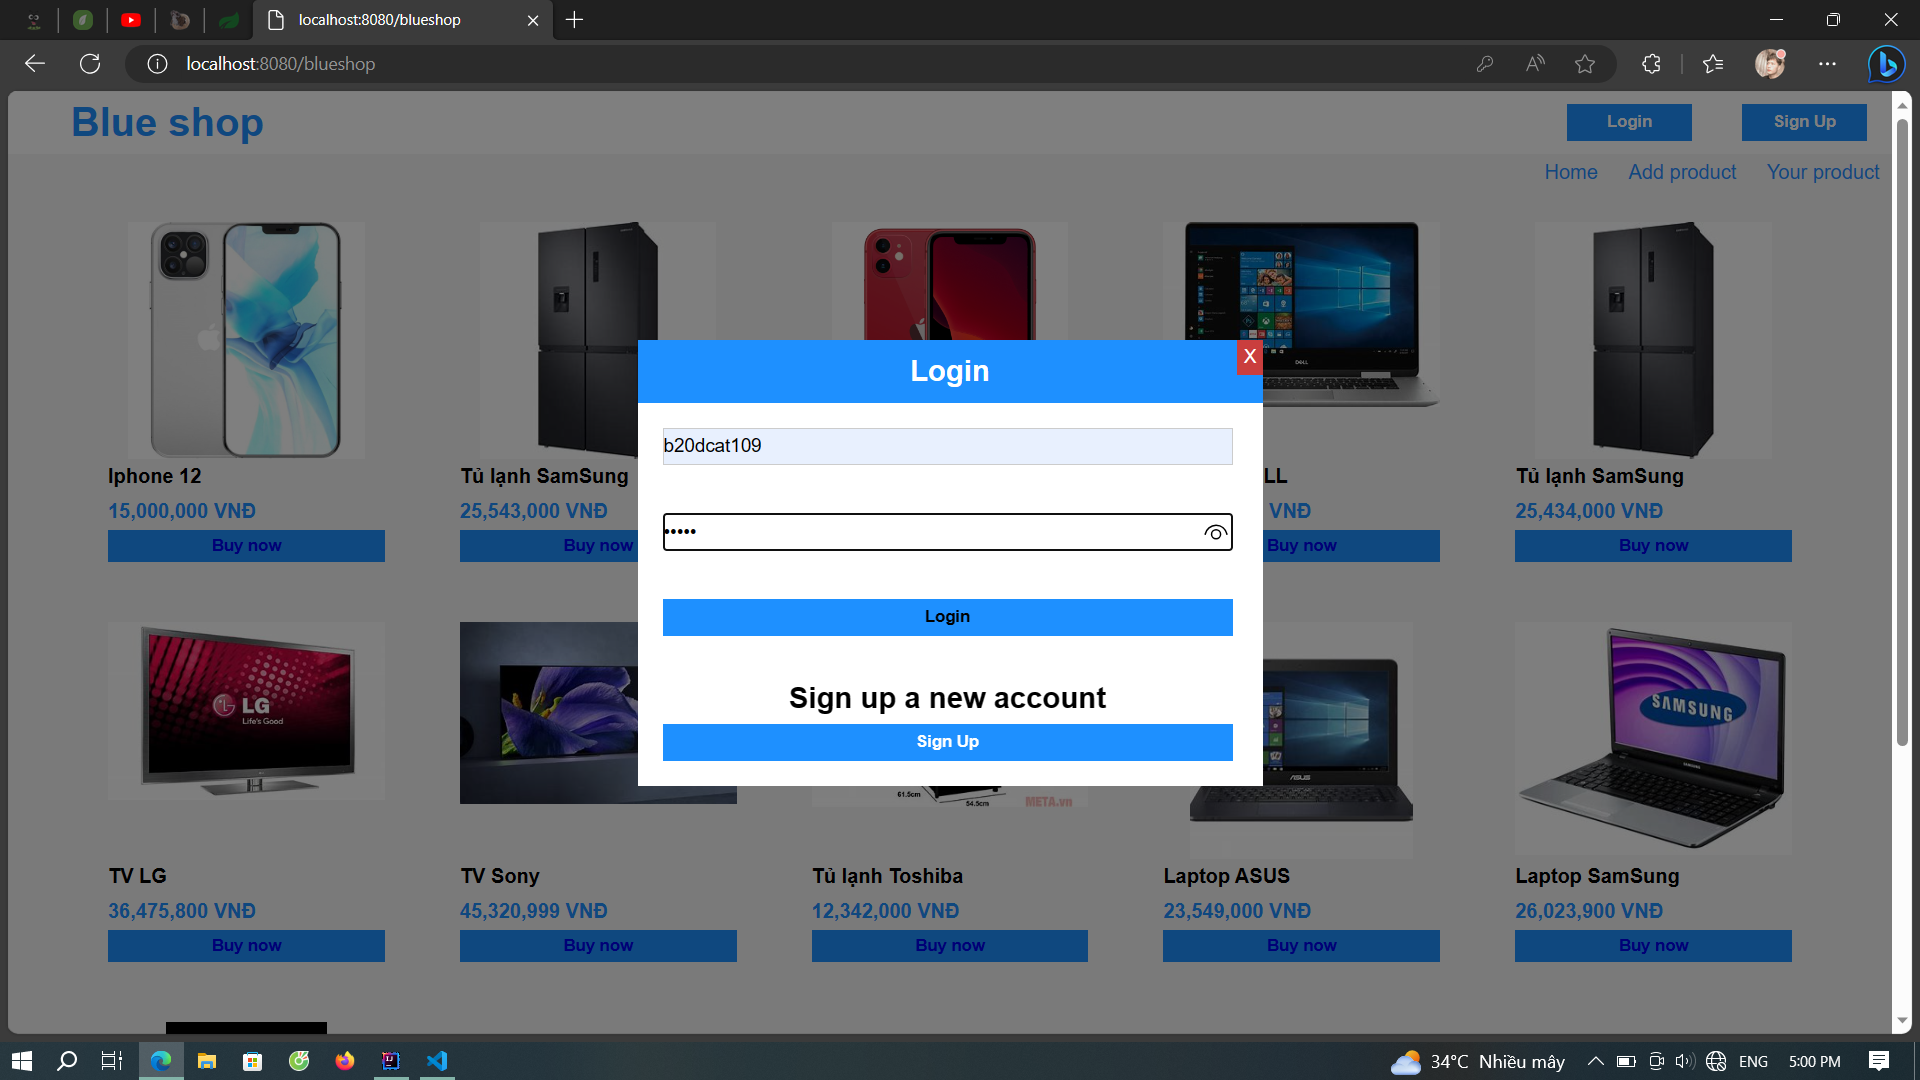 localhost:8080/blueshop
localhost:8080/blueshop
Blue shop
Login
Sign Up
Home
Add product
Your product
DELL
Login
X
b20dcat109
•••••
Login
Sign up a new account
Sign Up
Iphone 12
Tủ lạnh SamSung
LL
Tủ lạnh SamSung
15,000,000 VNĐ
25,543,000 VNĐ
VNĐ
25,434,000 VNĐ
Buy now
Buy now
Buy now
Buy now
LG
Life's Good
61.5cm
54.5cm
META.vn
ASUS
SAMSUNG
SAMSUNG
TV LG
TV Sony
Tủ lạnh Toshiba
Laptop ASUS
Laptop SamSung
36,475,800 VNĐ
45,320,999 VNĐ
12,342,000 VNĐ
23,549,000 VNĐ
26,023,900 VNĐ
Buy now
Buy now
Buy now
Buy now
Buy now
34°C Nhiều mây
ENG
5:00 PM